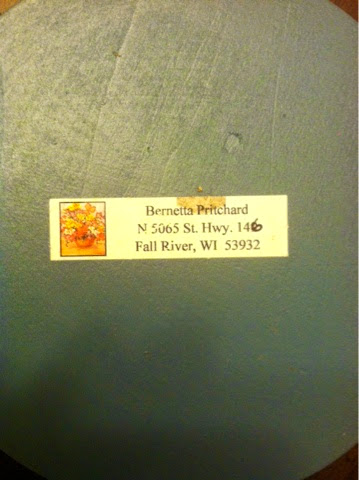 Bernetta Pritchard
N 5065 St. Hwy. 146
Fall River, WI 53932